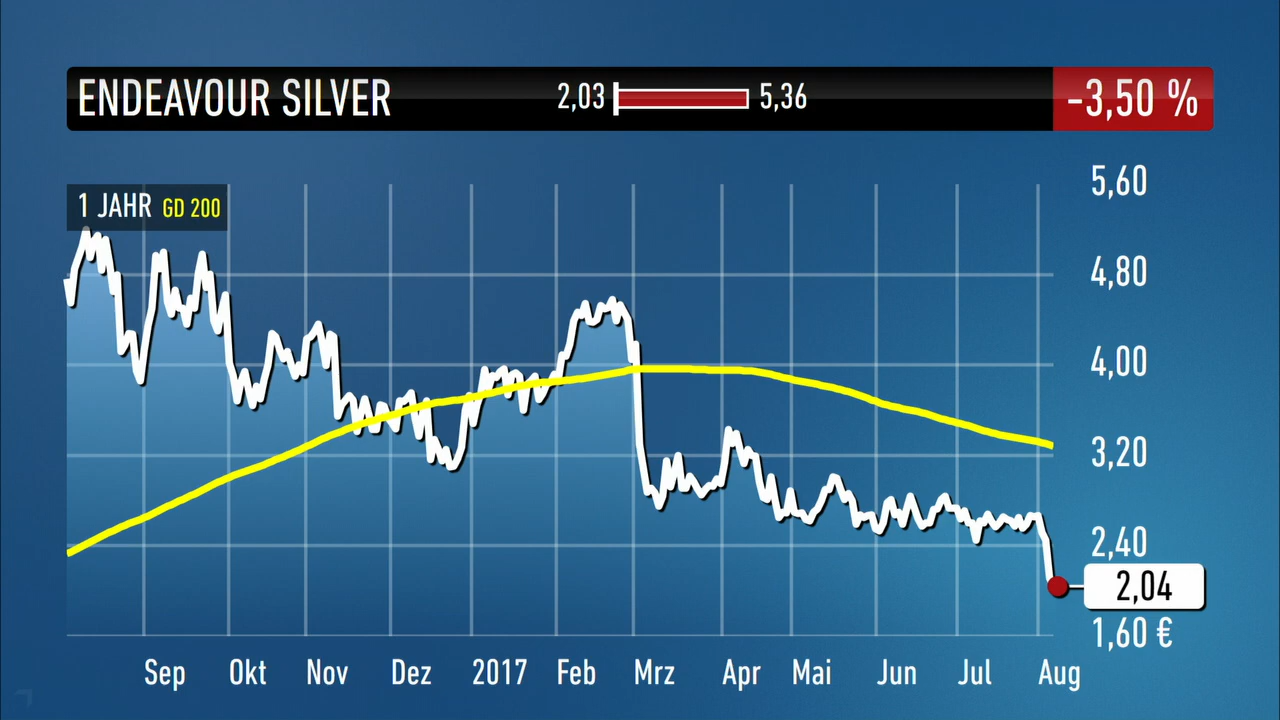 ENDEAVOUR SILVER 2,03 5,36 -3,50 %
1 JAHR GD 200
5,60
4,80
4,00
3,20
2,40
2,04
1,60 €
Sep Okt Nov Dez 2017 Feb Mrz Apr Mai Jun Jul Aug